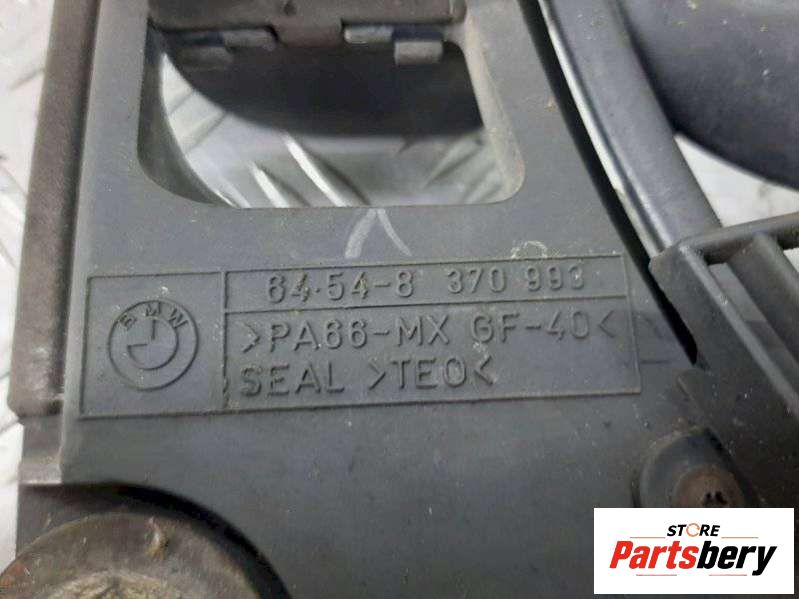 64.54-8 370 993
BMW
>PA66-MX GF-40<
SEAL >TEO<
STORE
Partsbery